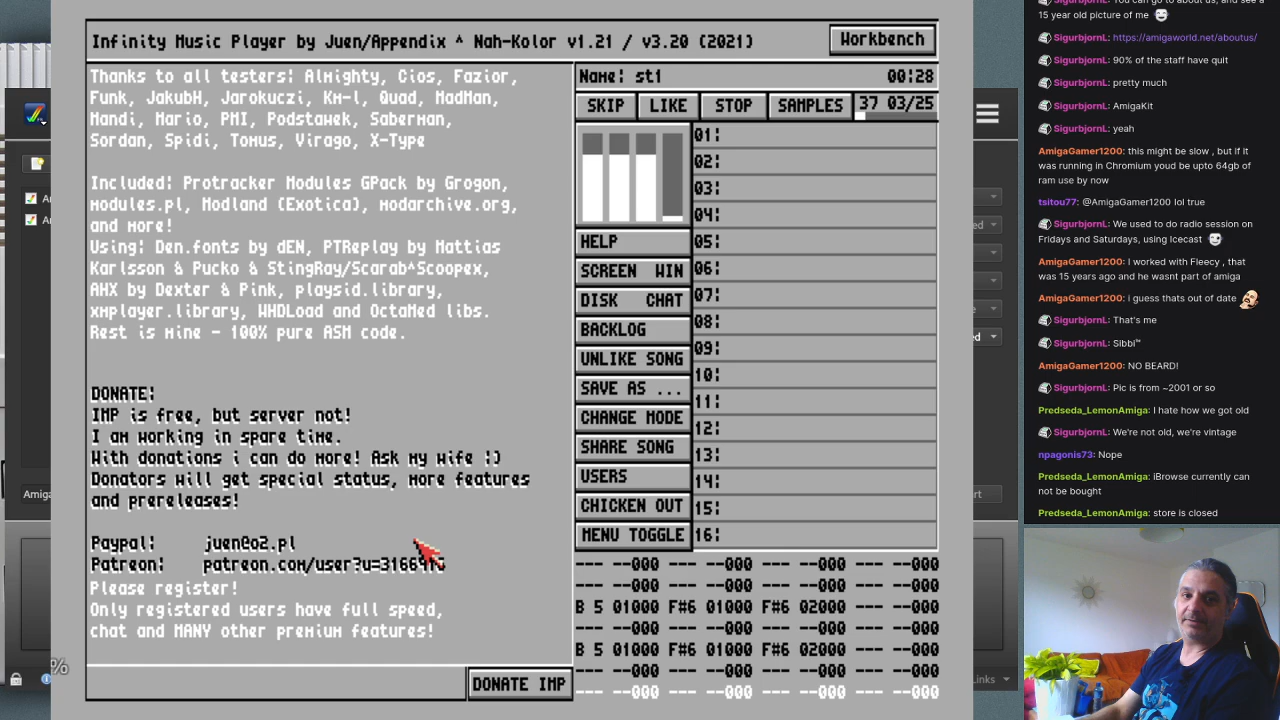 Infinity Music Player by Juen/Appendix ^ Nah-Kolor v1.21 / v3.20 (2021)
Workbench
Thanks to all testers: Almighty, Cios, Fazior,
Funk, JakubH, Jarokuczi, KM-l, Quad, MadMan,
Mandi, Mario, PMI, Podstawek, Saberman,
Sordan, Spidi, Tomus, Virago, X-Type
Included: Protracker Modules GPack by Grogon,
modules.pl, Modland (Exotica), modarchive.org,
and more!
Using: Den.fonts by dEN, PTReplay by Mattias
Karlsson & Pucko & StingRay/Scarab^Scoopex,
AHX by Dexter & Pink, playsid.library,
xmplayer.library, WHDLoad and OctaMed libs.
Rest is mine - 100% pure ASM code.
DONATE:
IMP is free, but server not!
I am working in spare time.
With donations i can do more! Ask my wife :)
Donators will get special status, more features
and prereleases!
Paypal: juen@o2.pl
Patreon: patreon.com/user?u=
Please register!
Only registered users have full speed,
chat and MANY other premium features!
DONATE IMP
Name: st1 00:28
SKIP LIKE STOP SAMPLES 37 03/25
HELP
SCREEN WIN
DISK CHAT
BACKLOG
UNLIKE SONG
SAVE AS ...
CHANGE MODE
SHARE SONG
USERS
CHICKEN OUT
MENU TOGGLE
01:
02:
03:
04:
05:
06:
07:
08:
09:
10:
11:
12:
13:
14:
15:
16:
--- --000 --- --000 --- --000 --- --000
--- --000 --- --000 --- --000 --- --000
B 5 01000 F#6 01000 F#6 02000 --- --000
--- --000 --- --000 --- --000 --- --000
B 5 01000 F#6 01000 F#6 02000 --- --000
--- --000 --- --000 --- --000 --- --000
--- --000 --- --000 --- --000 --- --000
Amiga
%
Links
SigurbjornL: You can go to about us, and see a
15 year old picture of me
SigurbjornL: https://amigaworld.net/aboutus/
SigurbjornL: 90% of the staff have quit
SigurbjornL: pretty much
SigurbjornL: AmigaKit
SigurbjornL: yeah
AmigaGamer1200: this might be slow , but if it
was running in Chromium youd be upto 64gb of
ram use by now
tsitou77: @AmigaGamer1200 lol true
SigurbjornL: We used to do radio session on
Fridays and Saturdays, using Icecast
AmigaGamer1200: I worked with Fleecy , that
was 15 years ago and he wasnt part of amiga
AmigaGamer1200: i guess thats out of date
SigurbjornL: That's me
SigurbjornL: Sibbi™
AmigaGamer1200: NO BEARD!
SigurbjornL: Pic is from ~2001 or so
Predseda_LemonAmiga: I hate how we got old
SigurbjornL: We're not old, we're vintage
npagonis73: Nope
Predseda_LemonAmiga: iBrowse currently can
not be bought
Predseda_LemonAmiga: store is closed